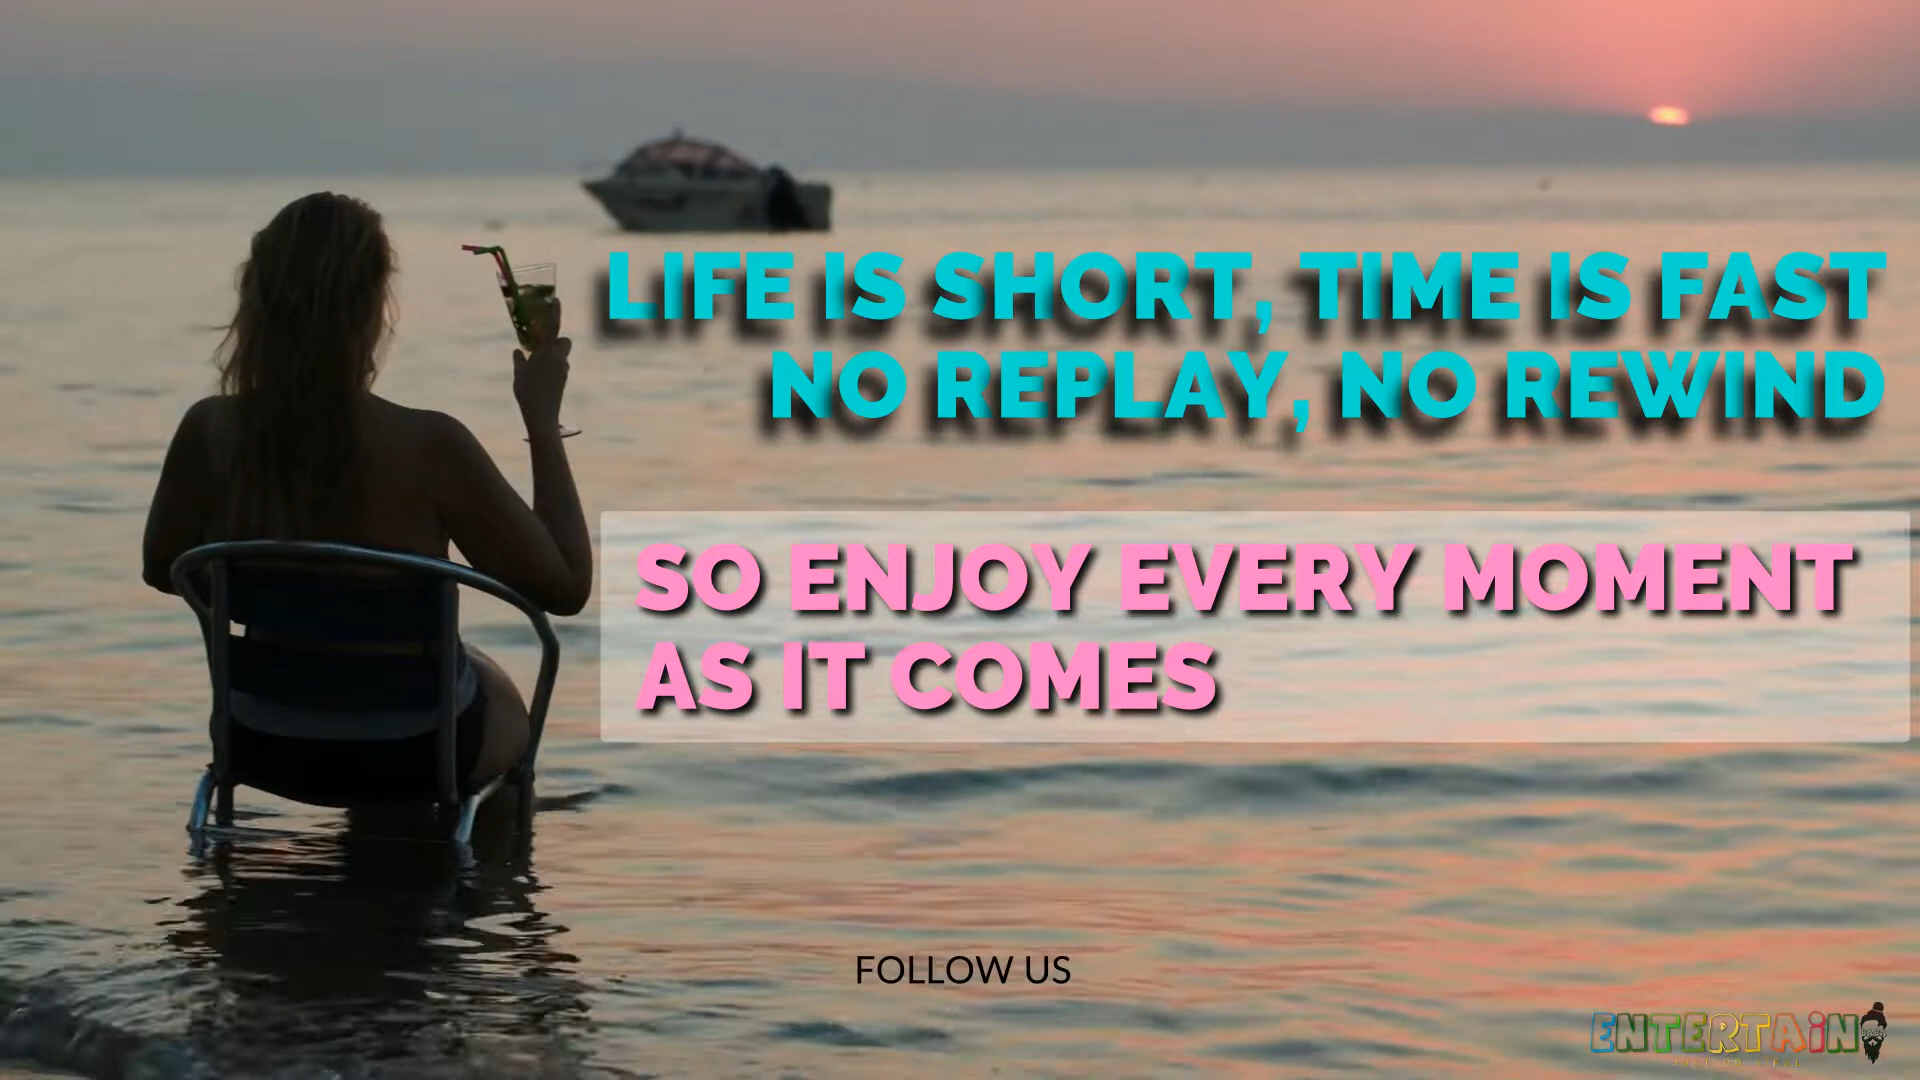 LIFE IS SHORT, TIME IS FAST
NO REPLAY, NO REWIND
SO ENJOY EVERY MOMENT
AS IT COMES
FOLLOW US
ENTERTAiN